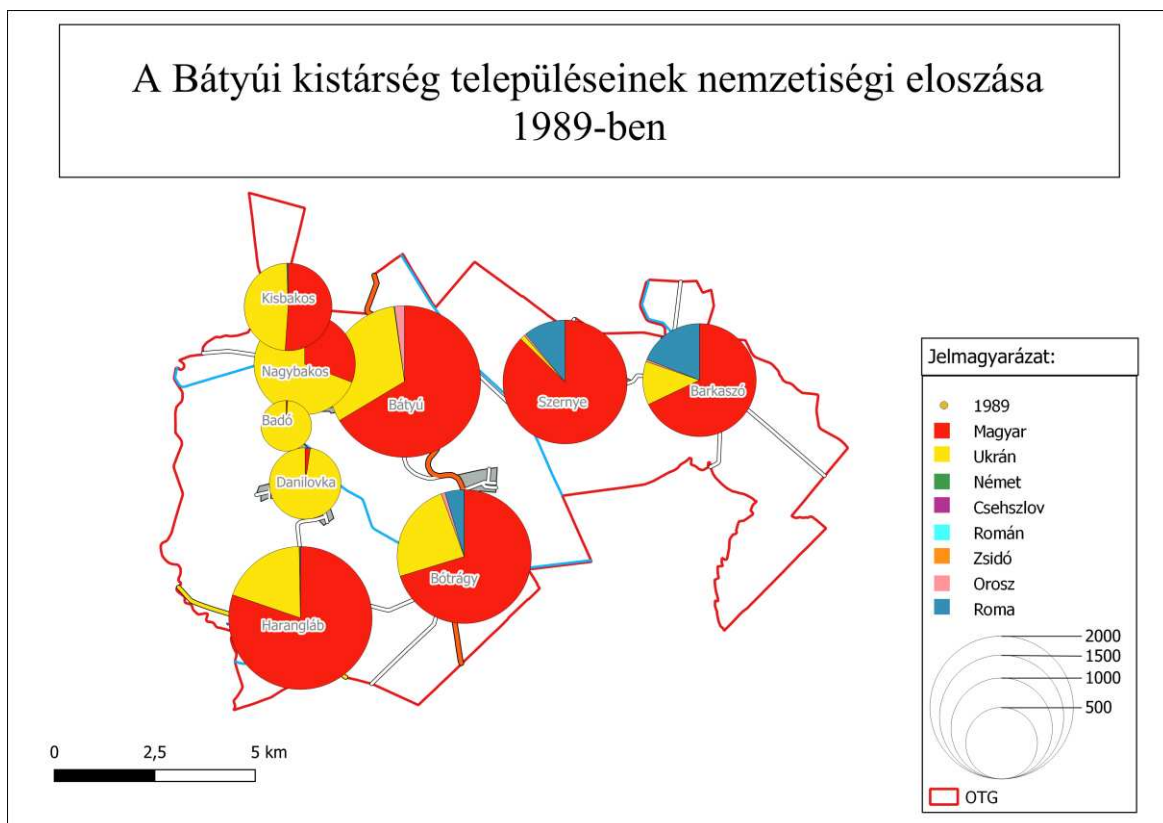 A Bátyúi kistárség településeinek nemzetiségi eloszása
1989-ben
Kisbakos
Nagybakos
Bátyú
Szernye
Barkaszó
Badó
Danilovka
Bótrágy
Harangláb
Jelmagyarázat:
1989
Magyar
Ukrán
Német
Csehszlov
Román
Zsidó
Orosz
Roma
2000
1500
1000
500
OTG
0 2,5 5 km